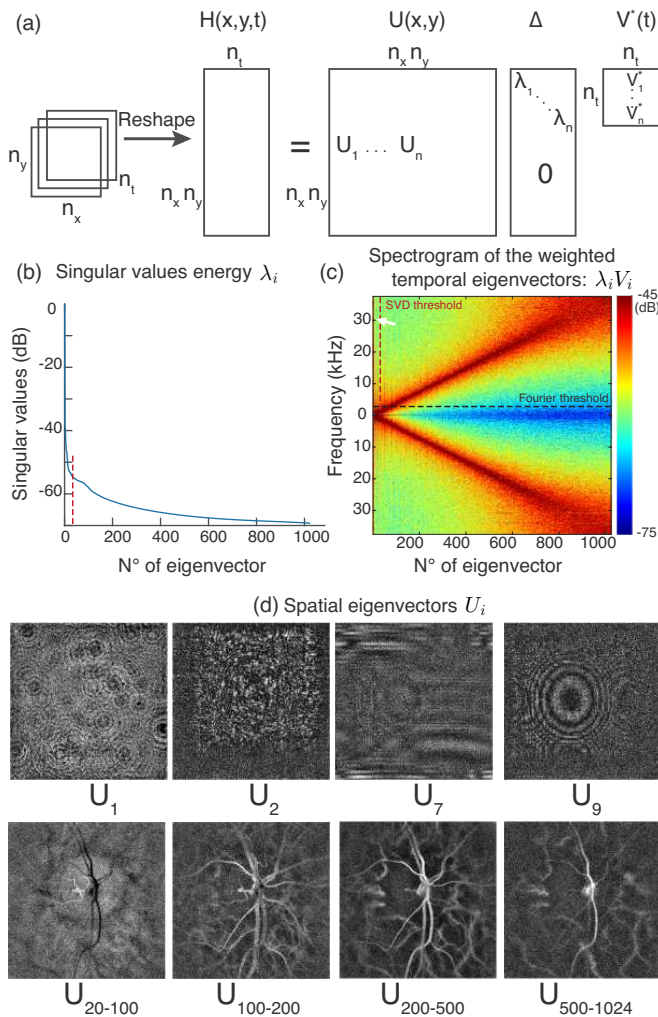 (a)
H(x,y,t)
U(x,y)
Δ
V*(t)
n_t
n_x n_y
n_t
Reshape
n_y
n_t
n_x
n_x n_y
=
n_x n_y
U_1 ... U_n
λ_1
⋱
λ_n
0
n_t
V*_1
:
V*_n
(b) Singular values energy λ_i
0
-20
-40
-60
Singular values (dB)
0 200 400 600 800 1000
N° of eigenvector
(c) Spectrogram of the weighted
temporal eigenvectors: λ_iV_i
SVD threshold
Fourier threshold
30
20
10
0
10
20
30
Frequency (kHz)
200 400 600 800 1000
N° of eigenvector
-45
(dB)
-75
(d) Spatial eigenvectors U_i
U_1 U_2 U_7 U_9
U_20-100 U_100-200 U_200-500 U_500-1024